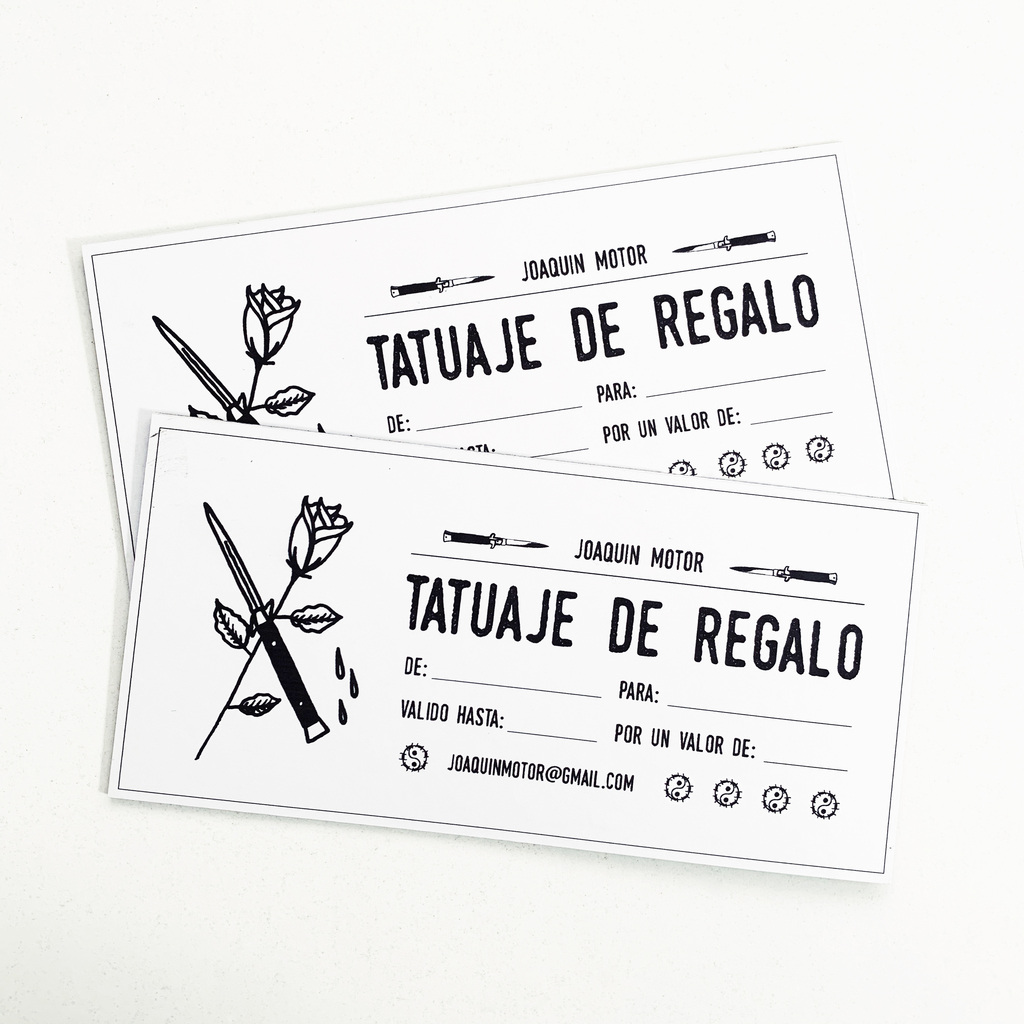 JOAQUIN MOTOR
TATUAJE DE REGALO
DE: PARA:
POR UN VALOR DE:
JOAQUIN MOTOR
TATUAJE DE REGALO
DE: PARA:
VALIDO HASTA: POR UN VALOR DE:
JOAQUINMOTOR@GMAIL.COM